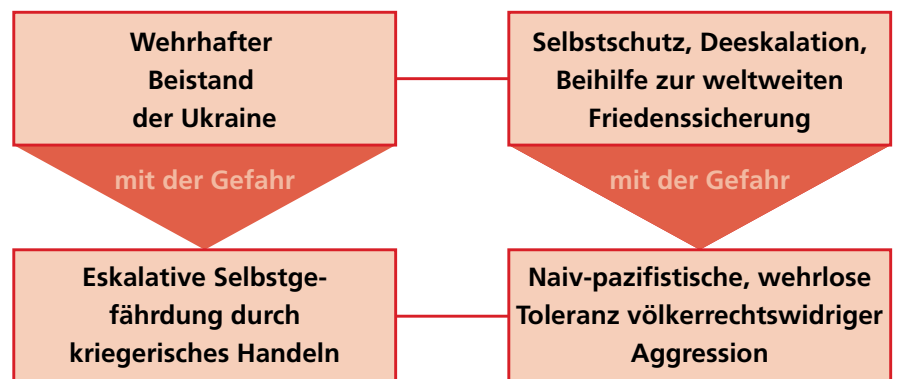 Wehrhafter
Beistand
der Ukraine
Selbstschutz, Deeskalation,
Beihilfe zur weltweiten
Friedenssicherung
mit der Gefahr
mit der Gefahr
Eskalative Selbstge-
fährdung durch
kriegerisches Handeln
Naiv-pazifistische, wehrlose
Toleranz völkerrechtswidriger
Aggression